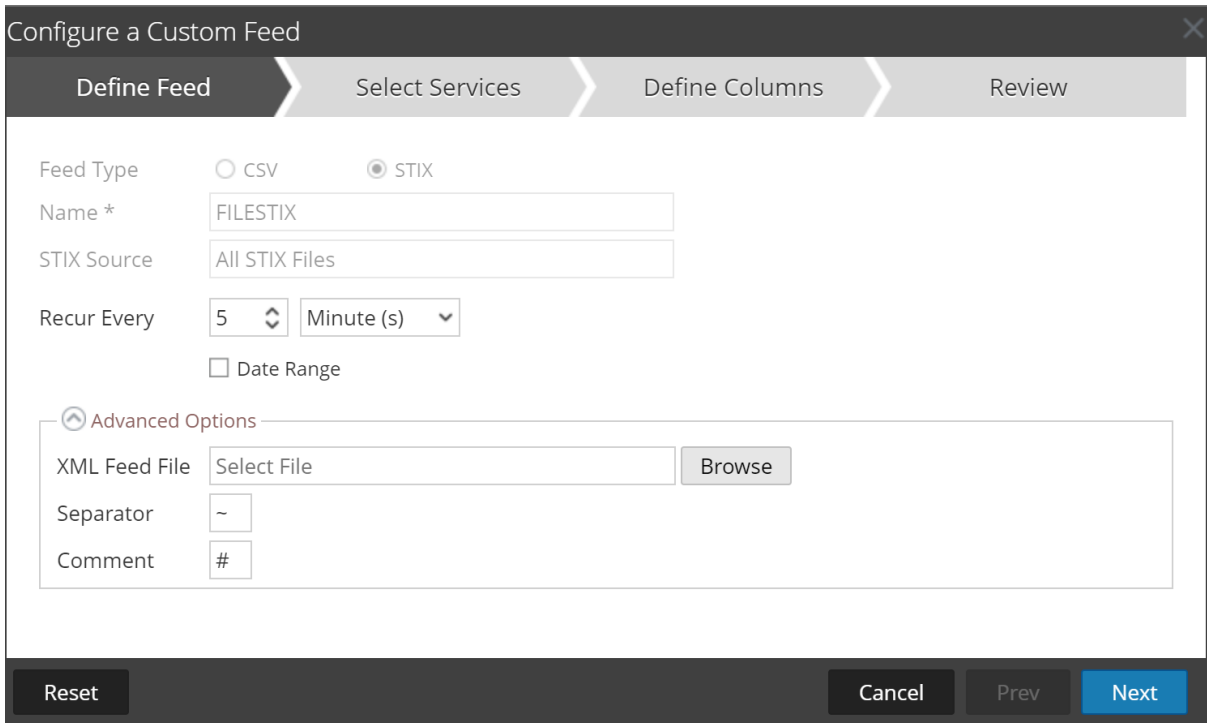 Configure a Custom Feed
Define Feed Select Services Define Columns Review
Feed Type CSV STIX
Name * FILESTIX
STIX Source All STIX Files
Recur Every 5 Minute (s)
Date Range
Advanced Options
XML Feed File Select File Browse
Separator ~
Comment #
Reset Cancel Prev Next